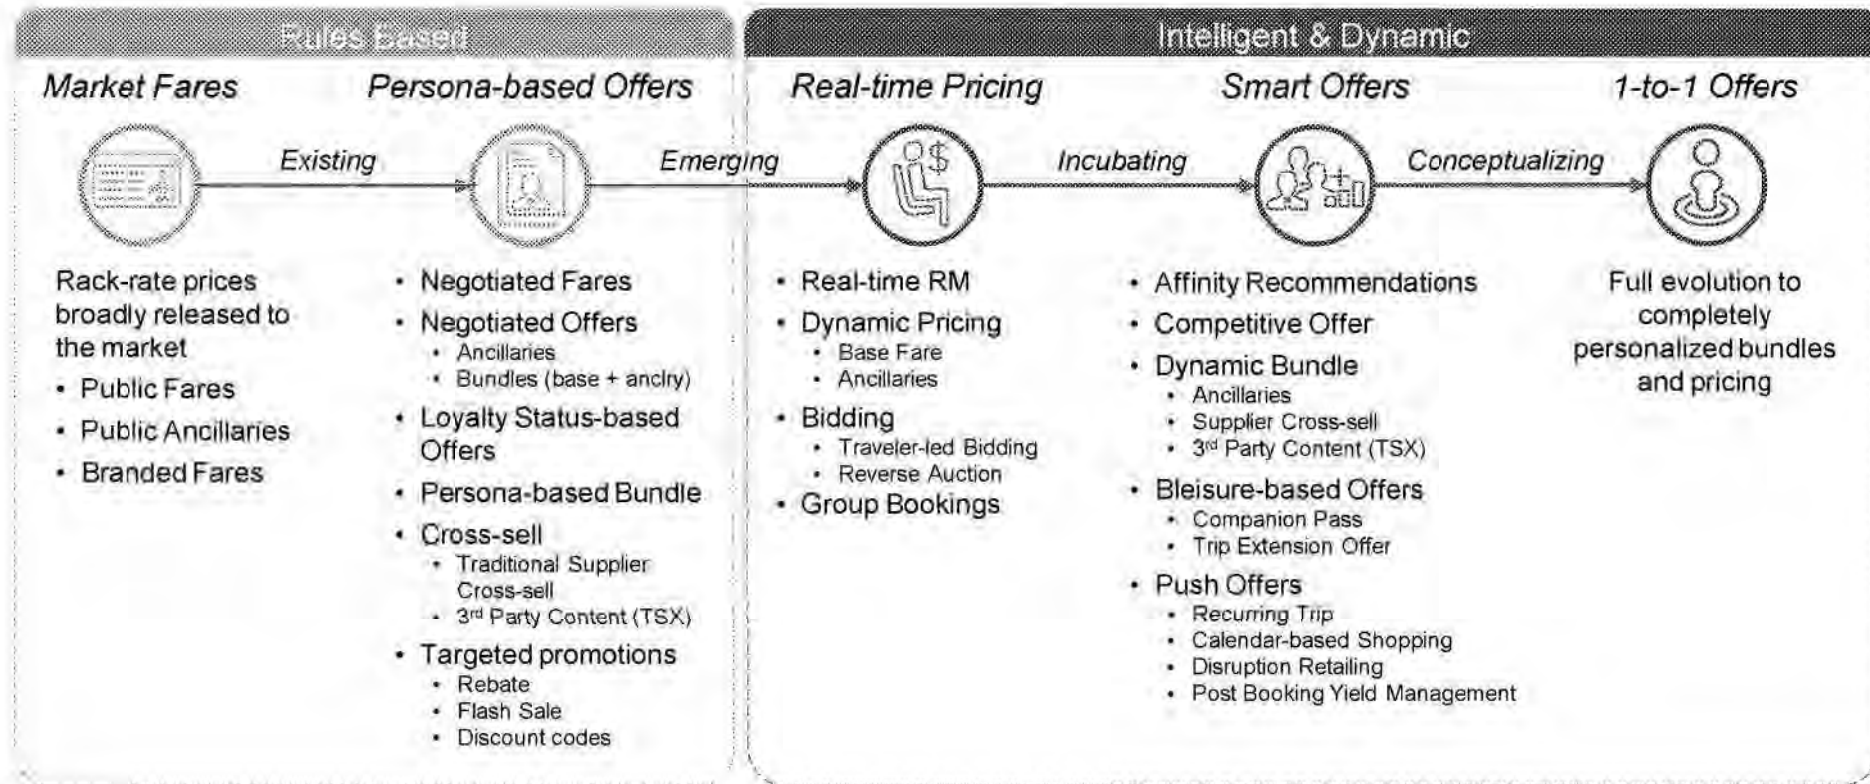 Rules Based
Intelligent & Dynamic
Market Fares
Persona-based Offers
Real-time Pricing
Smart Offers
1-to-1 Offers
Existing
Emerging
Incubating
Conceptualizing
$
Rack-rate prices
broadly released to
the market
• Public Fares
• Public Ancillaries
• Branded Fares
• Negotiated Fares
• Negotiated Offers
• Ancillaries
• Bundles (base + anclry)
• Loyalty Status-based
Offers
• Persona-based Bundle
• Cross-sell
• Traditional Supplier
Cross-sell
• 3rd Party Content (TSX)
• Targeted promotions
• Rebate
• Flash Sale
• Discount codes
• Real-time RM
• Dynamic Pricing
• Base Fare
• Ancillaries
• Bidding
• Traveler-led Bidding
• Reverse Auction
• Group Bookings
• Affinity Recommendations
• Competitive Offer
• Dynamic Bundle
• Ancillaries
• Supplier Cross-sell
• 3rd Party Content (TSX)
• Bleisure-based Offers
• Companion Pass
• Trip Extension Offer
• Push Offers
• Recurring Trip
• Calendar-based Shopping
• Disruption Retailing
• Post Booking Yield Management
Full evolution to
completely
personalized bundles
and pricing